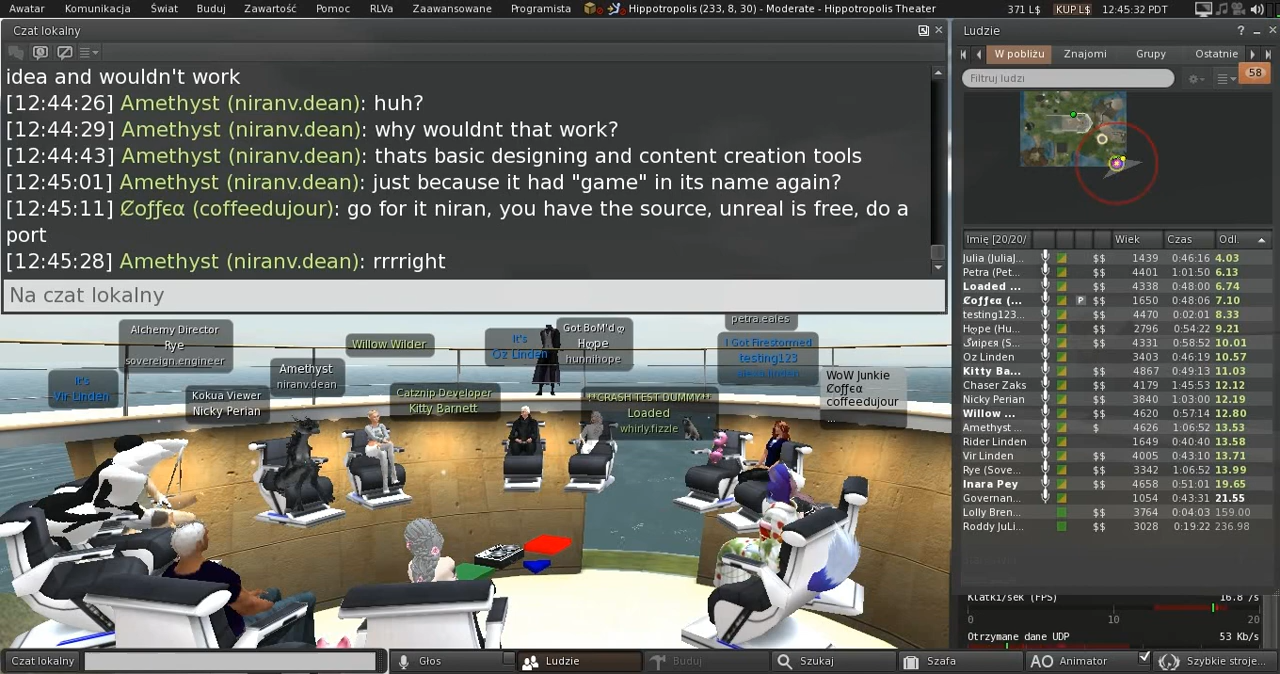 Awatar Komunikacja Świat Buduj Zawartość Pomoc RLVa Zaawansowane Programista Hippotropolis (233, 8, 30) - Moderate - Hippotropolis Theater 371 L$ KUP L$ 12:45:32 PDT
Czat lokalny
idea and wouldn't work
[12:44:26] Amethyst (niranv.dean): huh?
[12:44:29] Amethyst (niranv.dean): why wouldnt that work?
[12:44:43] Amethyst (niranv.dean): thats basic designing and content creation tools
[12:45:01] Amethyst (niranv.dean): just because it had "game" in its name again?
[12:45:11] Ȼoƒƒєα (coffeedujour): go for it niran, you have the source, unreal is free, do a
port
[12:45:28] Amethyst (niranv.dean): rrrright
Na czat lokalny
Alchemy Director
Rye
sovereign.engineer
It's
Vir Linden
Kokua Viewer
Nicky Perian
Amethyst
niranv.dean
Willow Wilder
Catznip Developer
Kitty Barnett
It's
Oz Linden
Got BoM'd ღ
Hღpe
hunnihope
*CRASH TEST DUMMY*
Loaded
whirly.fizzle
petra.eales
I Got Firestormed
testing123
WoW Junkie
Ȼoƒƒєα
coffeedujour
...
Ludzie
? _ ×
W pobliżu Znajomi Grupy Ostatnie
Filtruj ludzi
58
Imię [20/20/ Wiek Czas Odl.
Julia (JuliaJ... $$ 1439 0:46:16 4.03
Petra (Pet... $$ 4401 1:01:50 6.13
Loaded ... $$ 4338 0:48:00 6.74
Ȼoƒƒєα (... P $$ 1650 0:48:06 7.10
testing123... $$ 4470 0:02:01 8.33
Hღpe (Hu... $$ 2796 0:54:22 9.21
(S... $$ 4331 0:58:52 10.01
Oz Linden $$ 3403 0:46:19 10.57
Kitty Ba... $$ 4867 0:49:13 11.03
Chaser Zaks $$ 4179 1:45:53 12.12
Nicky Perian $$ 3840 1:03:00 12.19
Willow ... $$ 4620 0:57:14 12.80
Amethyst ... $ 4626 1:06:52 13.53
Rider Linden 1649 0:40:40 13.58
Vir Linden $$ 4005 0:43:10 13.71
Rye (Sove... $$ 3342 1:06:52 13.99
Inara Pey $$ 4658 0:51:01 19.65
Governan... 1054 0:43:31 21.55
Lolly Bren... $$ 3764 0:04:03 159.00
Roddy JuLi... $$ 3028 0:19:22 236.98
Klatki/sek (FPS) 16.8 /s
0 10 20
Otrzymane dane UDP 53 Kb/s
Czat lokalny Głos Ludzie Buduj Szukaj Szafa AO Animator Szybkie stroje...